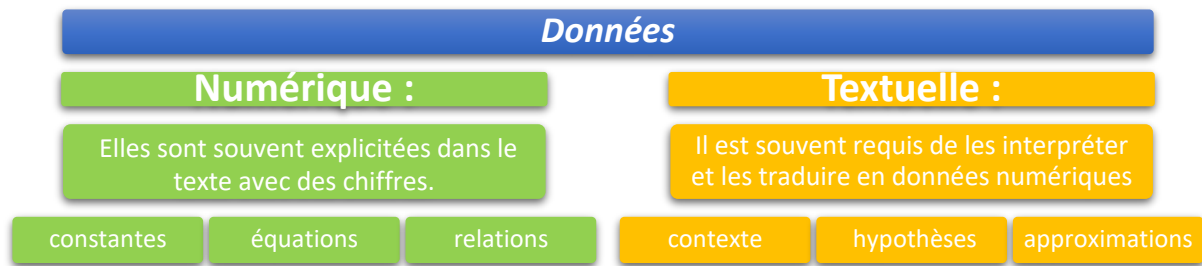 Données
Numérique :
Textuelle :
Elles sont souvent explicitées dans le
texte avec des chiffres.
Il est souvent requis de les interpréter
et les traduire en données numériques
constantes
équations
relations
contexte
hypothèses
approximations